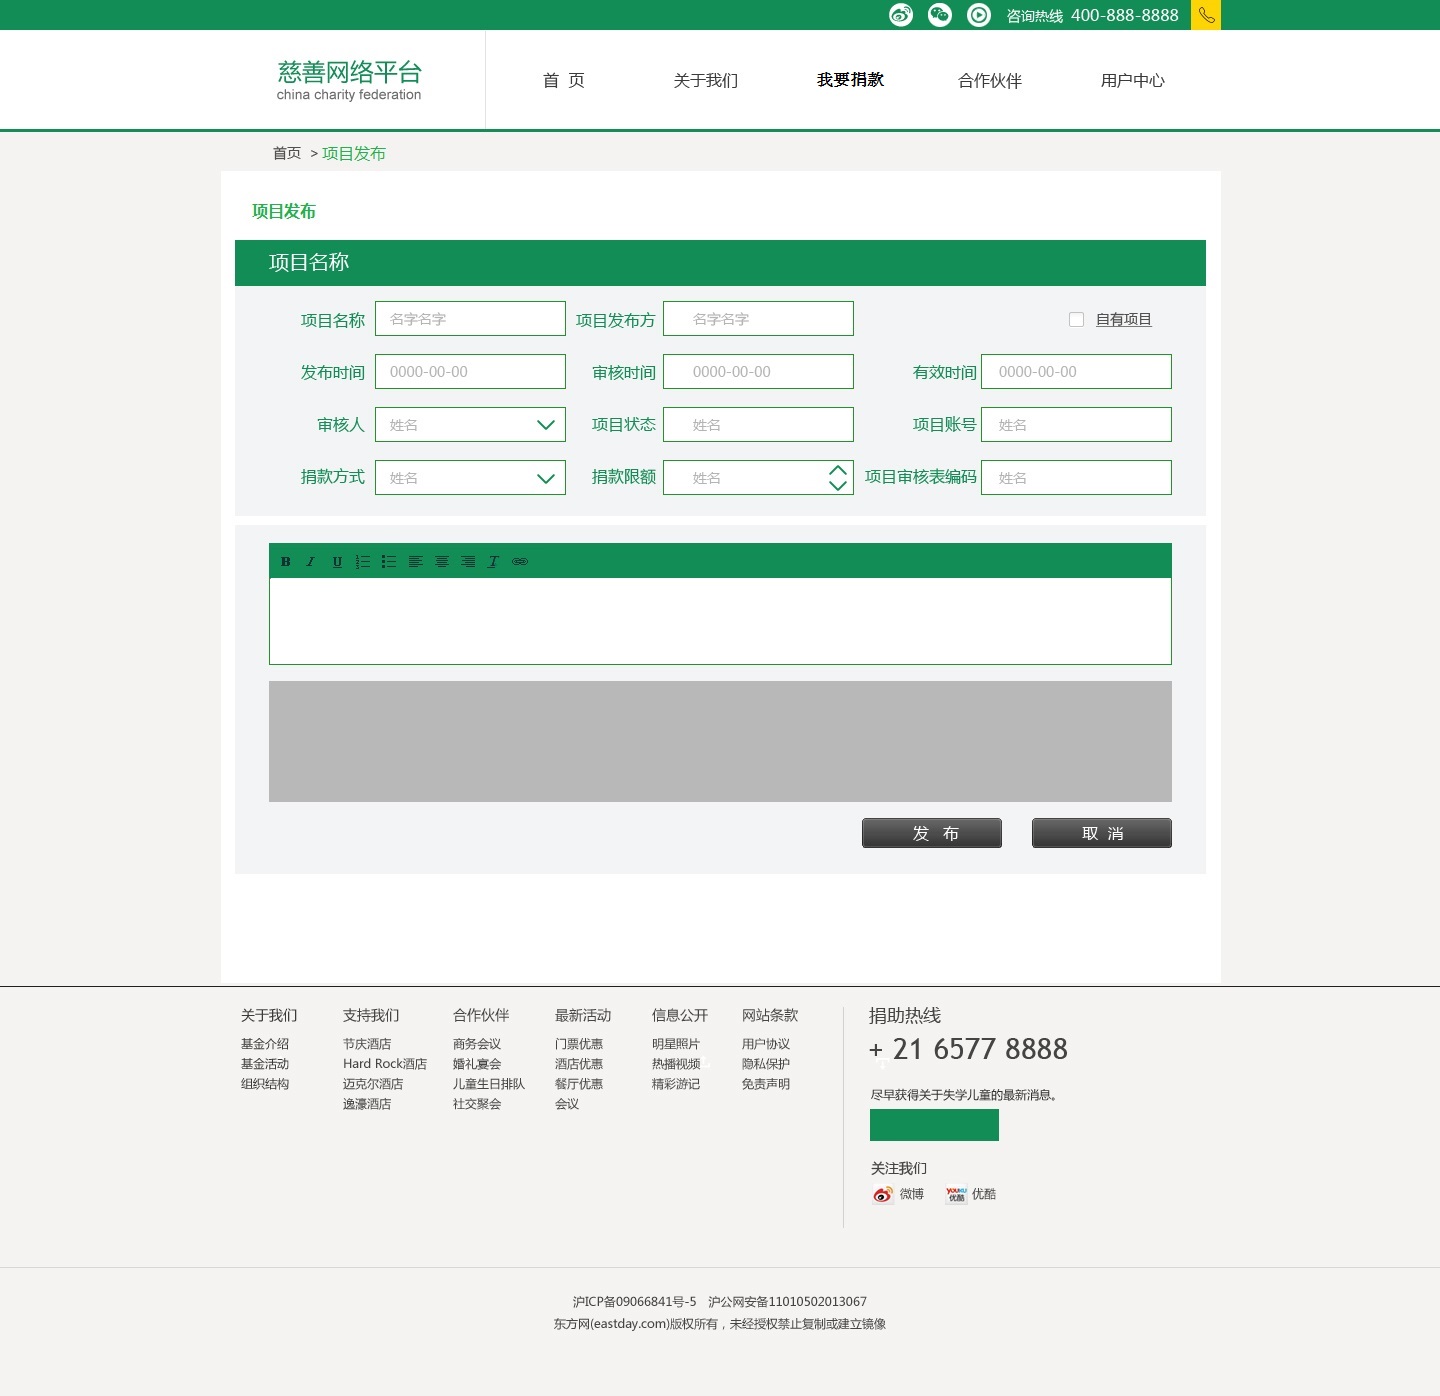 咨询热线 400-888-8888
慈善网络平台
china charity federation
首 页 关于我们 我要捐款 合作伙伴 用户中心
首页 > 项目发布
项目发布
项目名称
项目名称 名字名字 项目发布方 名字名字 自有项目
发布时间 0000-00-00 审核时间 0000-00-00 有效时间 0000-00-00
审核人 姓名 项目状态 姓名 项目账号 姓名
捐款方式 姓名 捐款限额 姓名 项目审核表编码 姓名
B I U T
发 布 取 消
关于我们 支持我们 合作伙伴 最新活动 信息公开 网站条款
基金介绍 节庆酒店 商务会议 门票优惠 明星照片 用户协议
基金活动 Hard Rock酒店 婚礼宴会 酒店优惠 热播视频 隐私保护
组织结构 迈克尔酒店 儿童生日排队 餐厅优惠 精彩游记 免责声明
逸濠酒店 社交聚会 会议
捐助热线
+ 21 6577 8888
尽早获得关于失学儿童的最新消息。
关注我们
微博 YOUKU 优酷 优酷
沪ICP备09066841号-5 沪公网安备11010502013067
东方网(eastday.com)版权所有，未经授权禁止复制或建立镜像